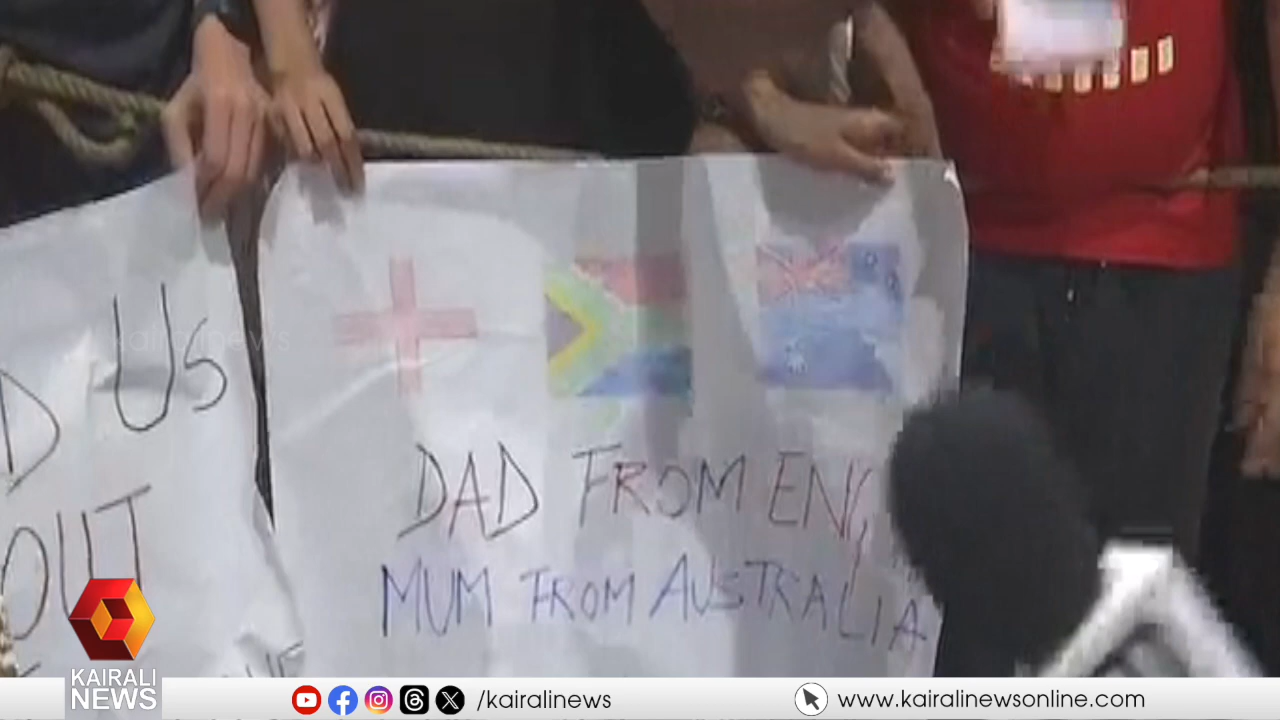 US
OUT
DAD FROM ENG
MUM FROM AUSTRALIA
kairalinews
KAIRALI
NEWS
/kairalinews
www.kairalinewsonline.com